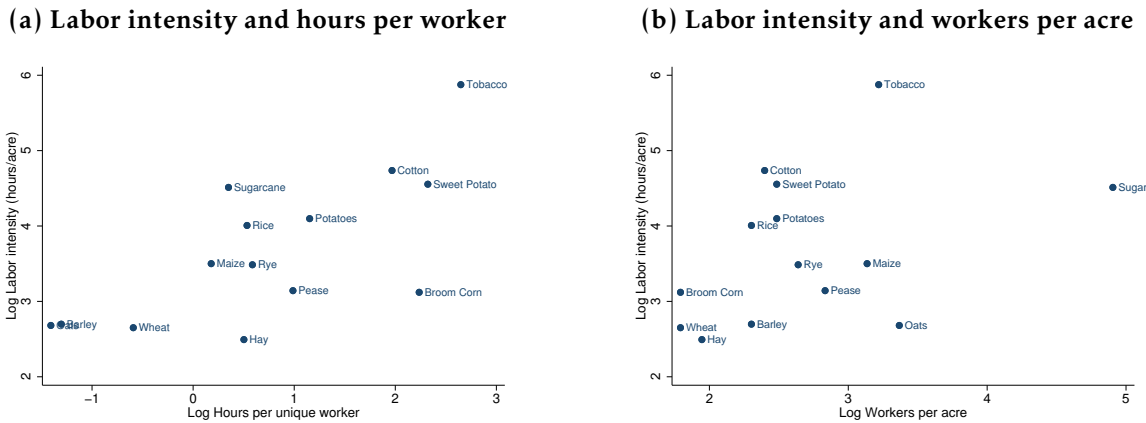 (a) Labor intensity and hours per worker
(b) Labor intensity and workers per acre
Log Labor intensity (hours/acre)
6
5
4
3
2
Tobacco
Cotton
Sweet Potato
Sugarcane
Potatoes
Rice
Maize
Rye
Pease
Broom Corn
Oats
Barley
Wheat
Hay
−1
0
1
2
3
Log Hours per unique worker
Log Labor intensity (hours/acre)
6
5
4
3
2
Tobacco
Cotton
Sweet Potato
Sugar
Potatoes
Rice
Rye
Maize
Pease
Broom Corn
Wheat
Barley
Oats
Hay
2
3
4
5
Log Workers per acre